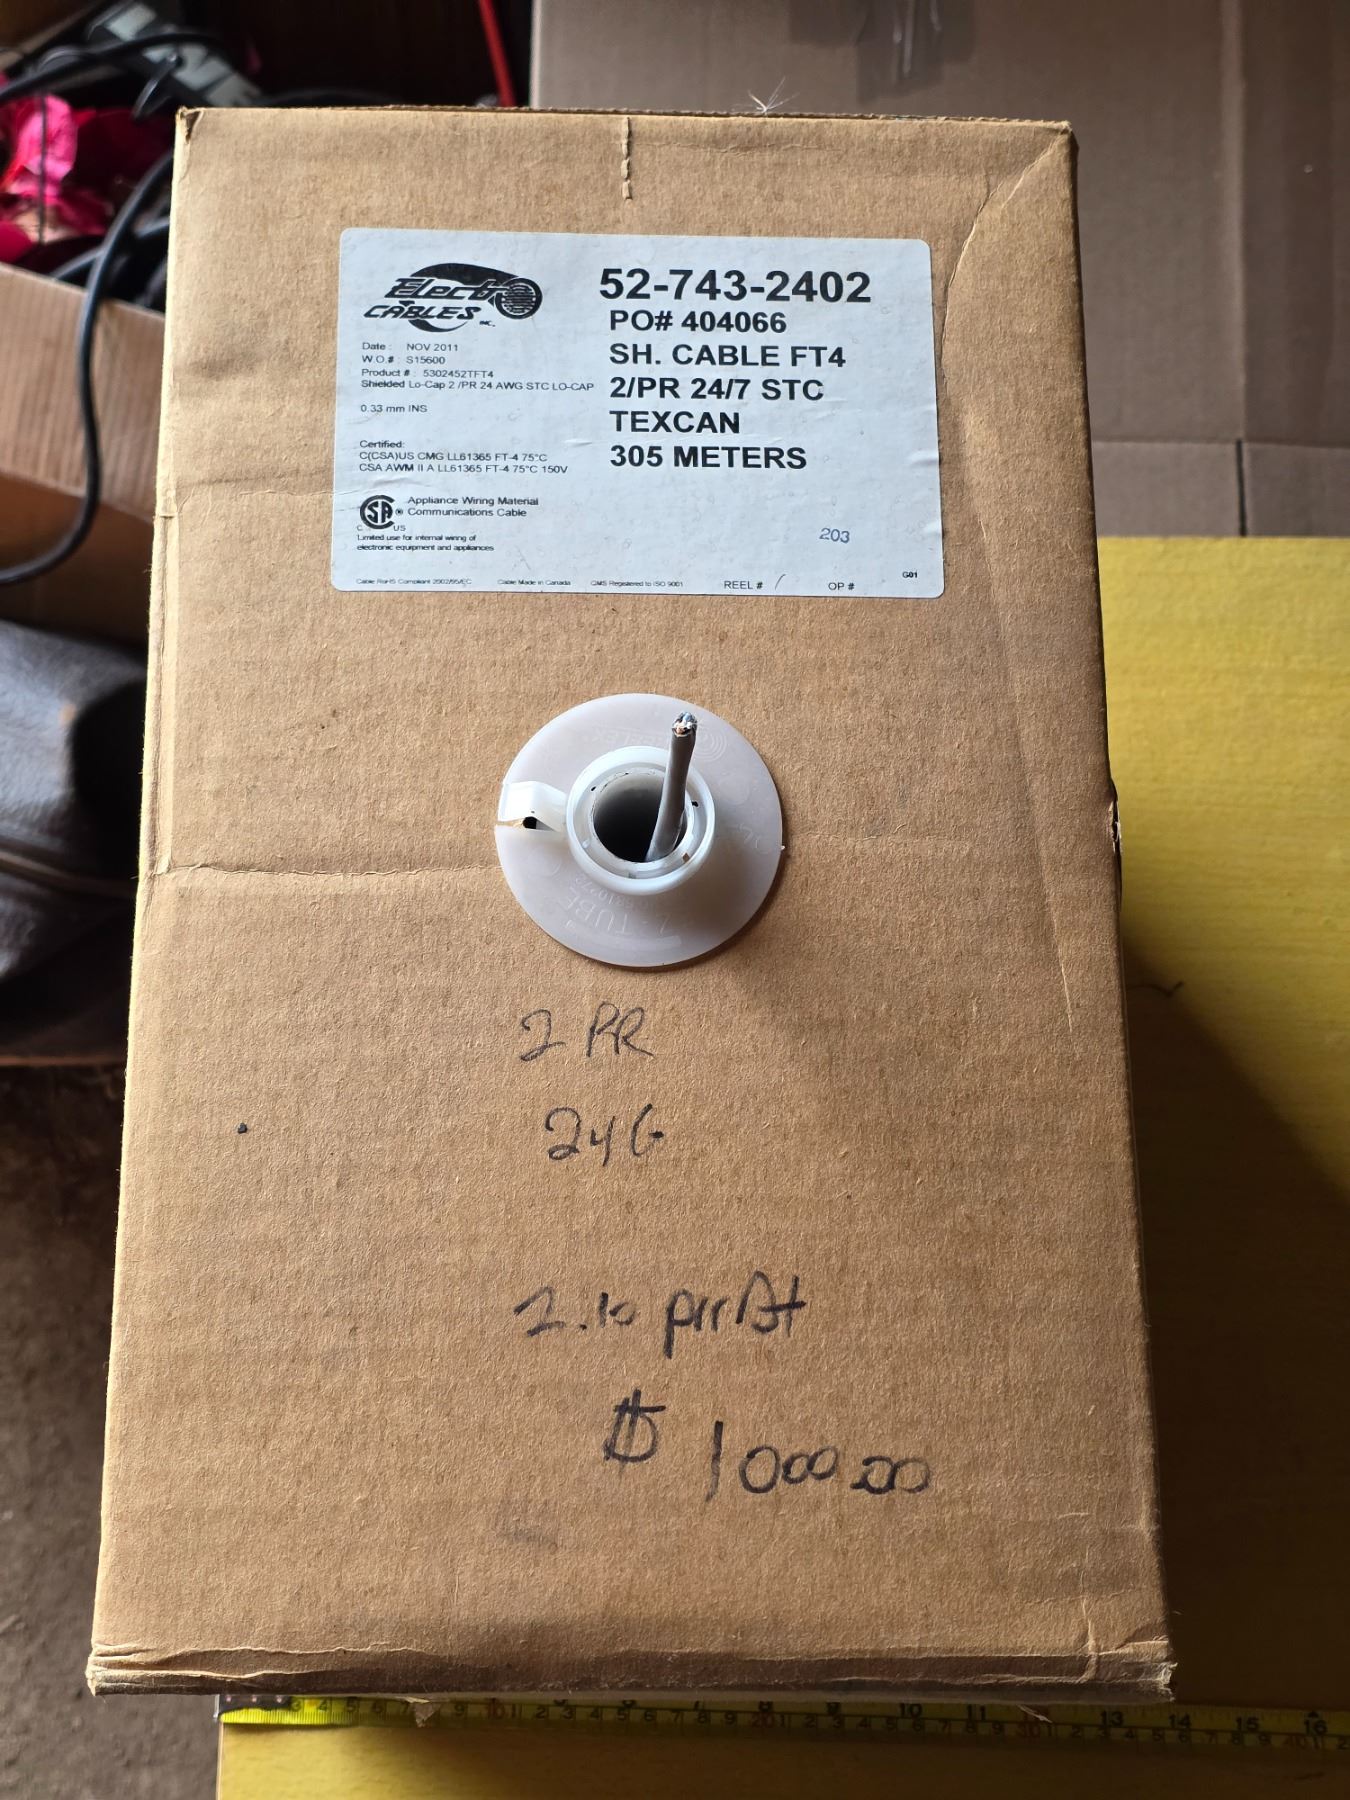 Electro
CABLES INC.
Date : NOV 2011
W.O.# : S15600
Product # : 5302452TFT4
Shielded Lo-Cap 2 /PR 24 AWG STC LO-CAP
0.33 mm INS
Certified:
C(CSA)US CMG LL61365 FT-4 75°C
CSA AWM II A LL61365 FT-4 75°C 150V
52-743-2402
PO# 404066
SH. CABLE FT4
2/PR 24/7 STC
TEXCAN
305 METERS
CSA ®
C US
Appliance Wiring Material
Communications Cable
Limited use for internal wiring of
electronic equipment and appliances
203
Cable RoHS Compliant 2002/95/EC Cable Made in Canada QMS Registered to ISO 9001 REEL # / OP # G01
REELEX
TUBE
2 PR
24G
$ 1000.00